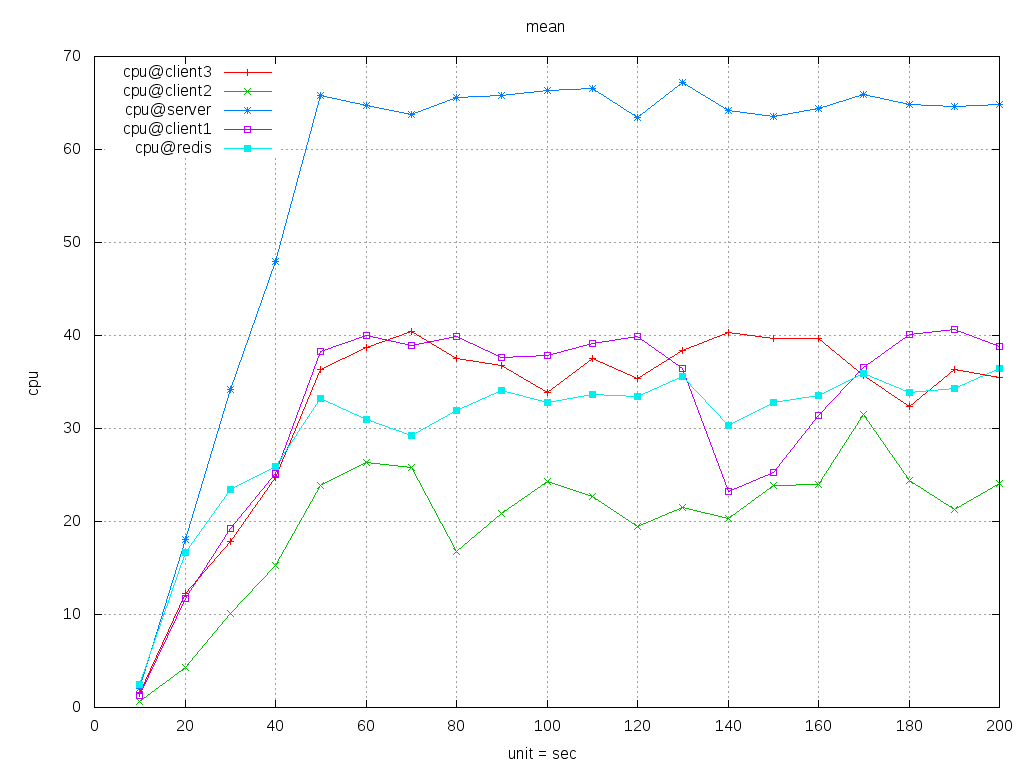 mean
70
60
50
40
30
20
10
0
cpu
cpu@client3
cpu@client2
cpu@server
cpu@client1
cpu@redis
0 20 40 60 80 100 120 140 160 180 200
unit = sec